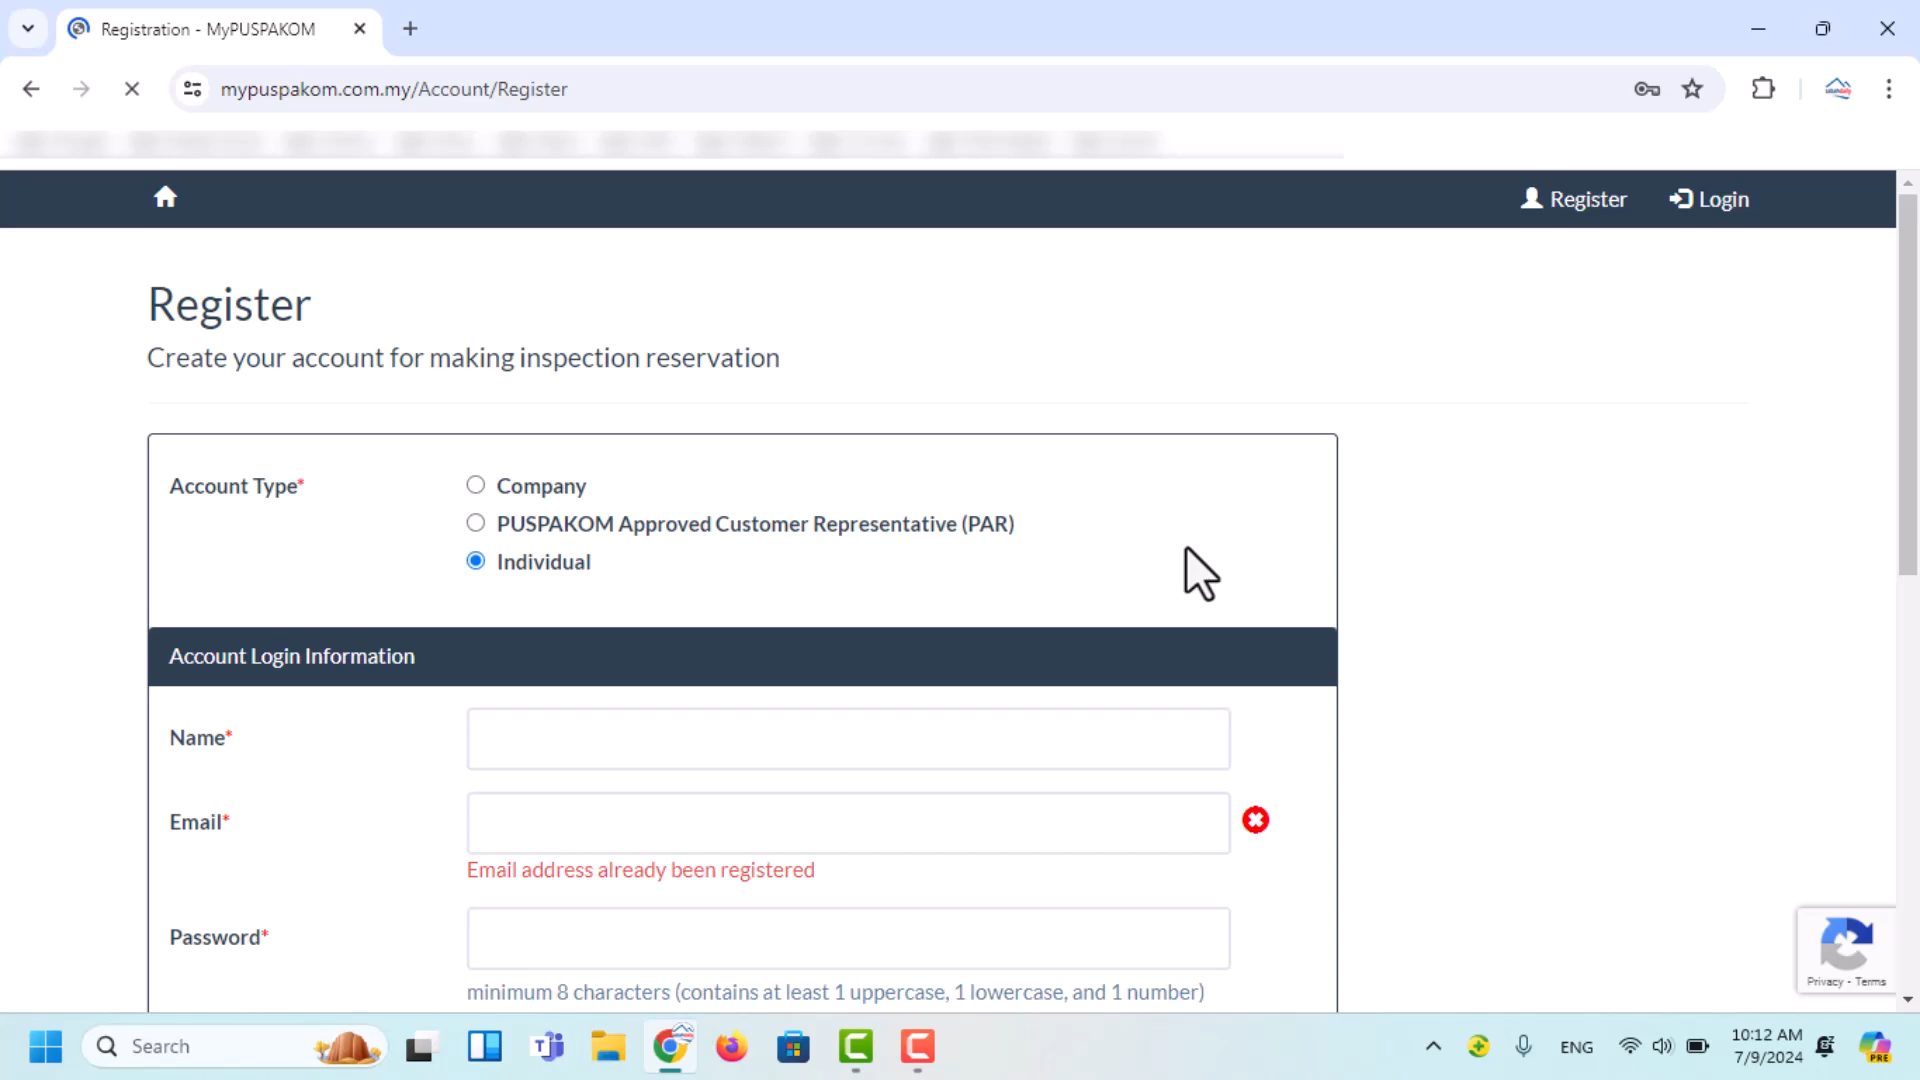 Registration - MyPUSPAKOM
mypuspakom.com.my/Account/Register
Register
Login
Register
Create your account for making inspection reservation
Account Type*
Company
PUSPAKOM Approved Customer Representative (PAR)
Individual
Account Login Information
Name*
Email*
Email address already been registered
Password*
minimum 8 characters (contains at least 1 uppercase, 1 lowercase, and 1 number)
Privacy - Terms
Search
ENG
10:12 AM
7/9/2024
PRE